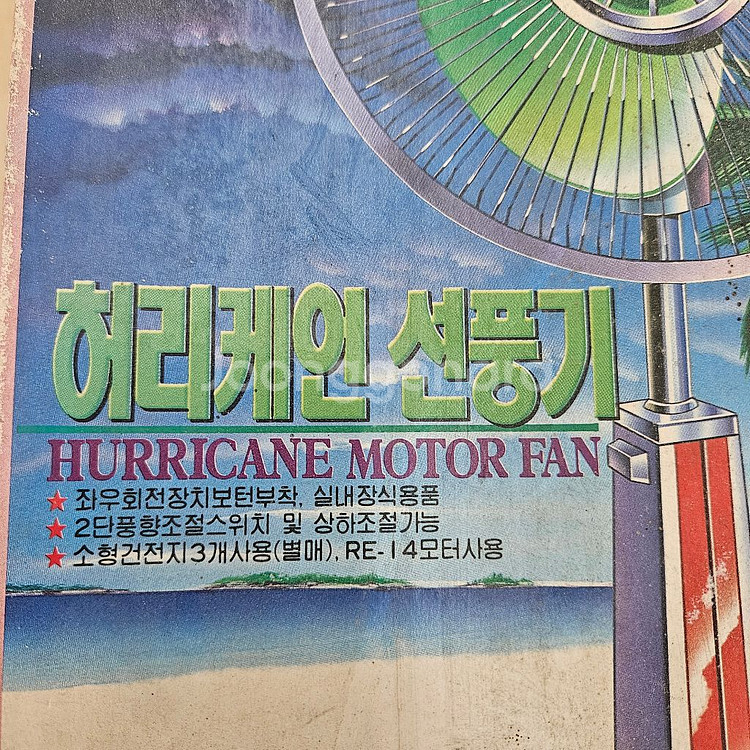 허리케인 선풍기
HURRICANE MOTOR FAN
★ 좌우회전장치보턴부착, 실내장식용품
★ 2단풍향조절스위치 및 상하조절가능
★ 소형건전지3개사용(별매), RE-14모터사용